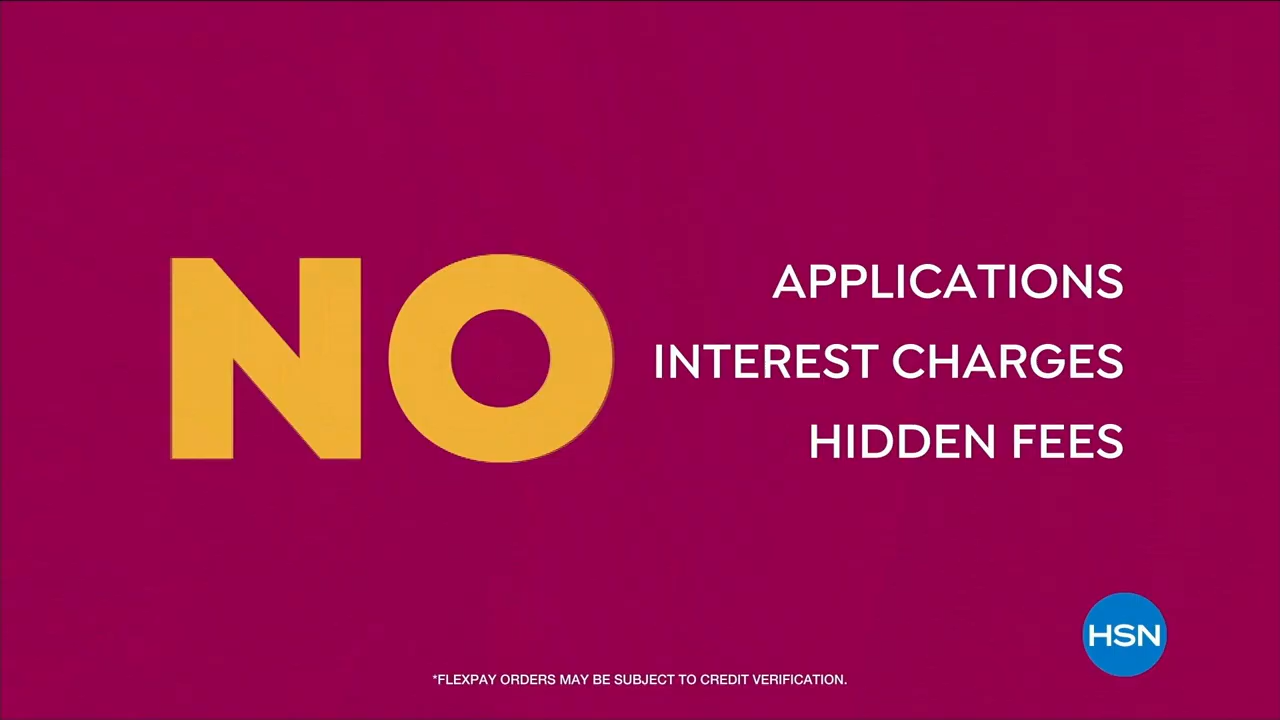 NO
APPLICATIONS
INTEREST CHARGES
HIDDEN FEES
HSN
*FLEXPAY ORDERS MAY BE SUBJECT TO CREDIT VERIFICATION.